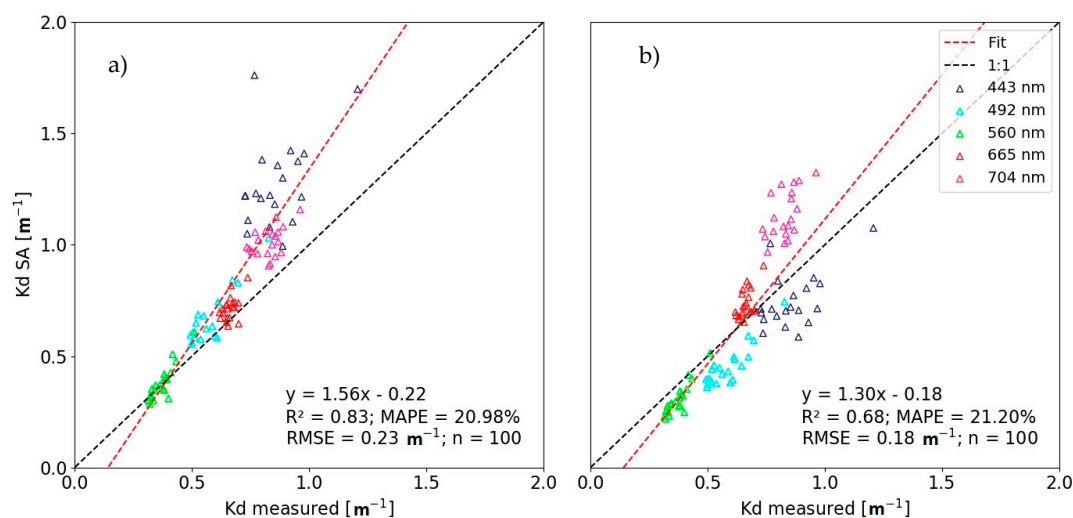 a)
2.0
1.5
1.0
0.5
0.0
Kd SA [m⁻¹]
y = 1.56x - 0.22
R² = 0.83; MAPE = 20.98%
RMSE = 0.23 m⁻¹; n = 100
0.0 0.5 1.0 1.5 2.0
Kd measured [m⁻¹]
b)
Fit
1:1
443 nm
492 nm
560 nm
665 nm
704 nm
y = 1.30x - 0.18
R² = 0.68; MAPE = 21.20%
RMSE = 0.18 m⁻¹; n = 100
0.0 0.5 1.0 1.5 2.0
Kd measured [m⁻¹]